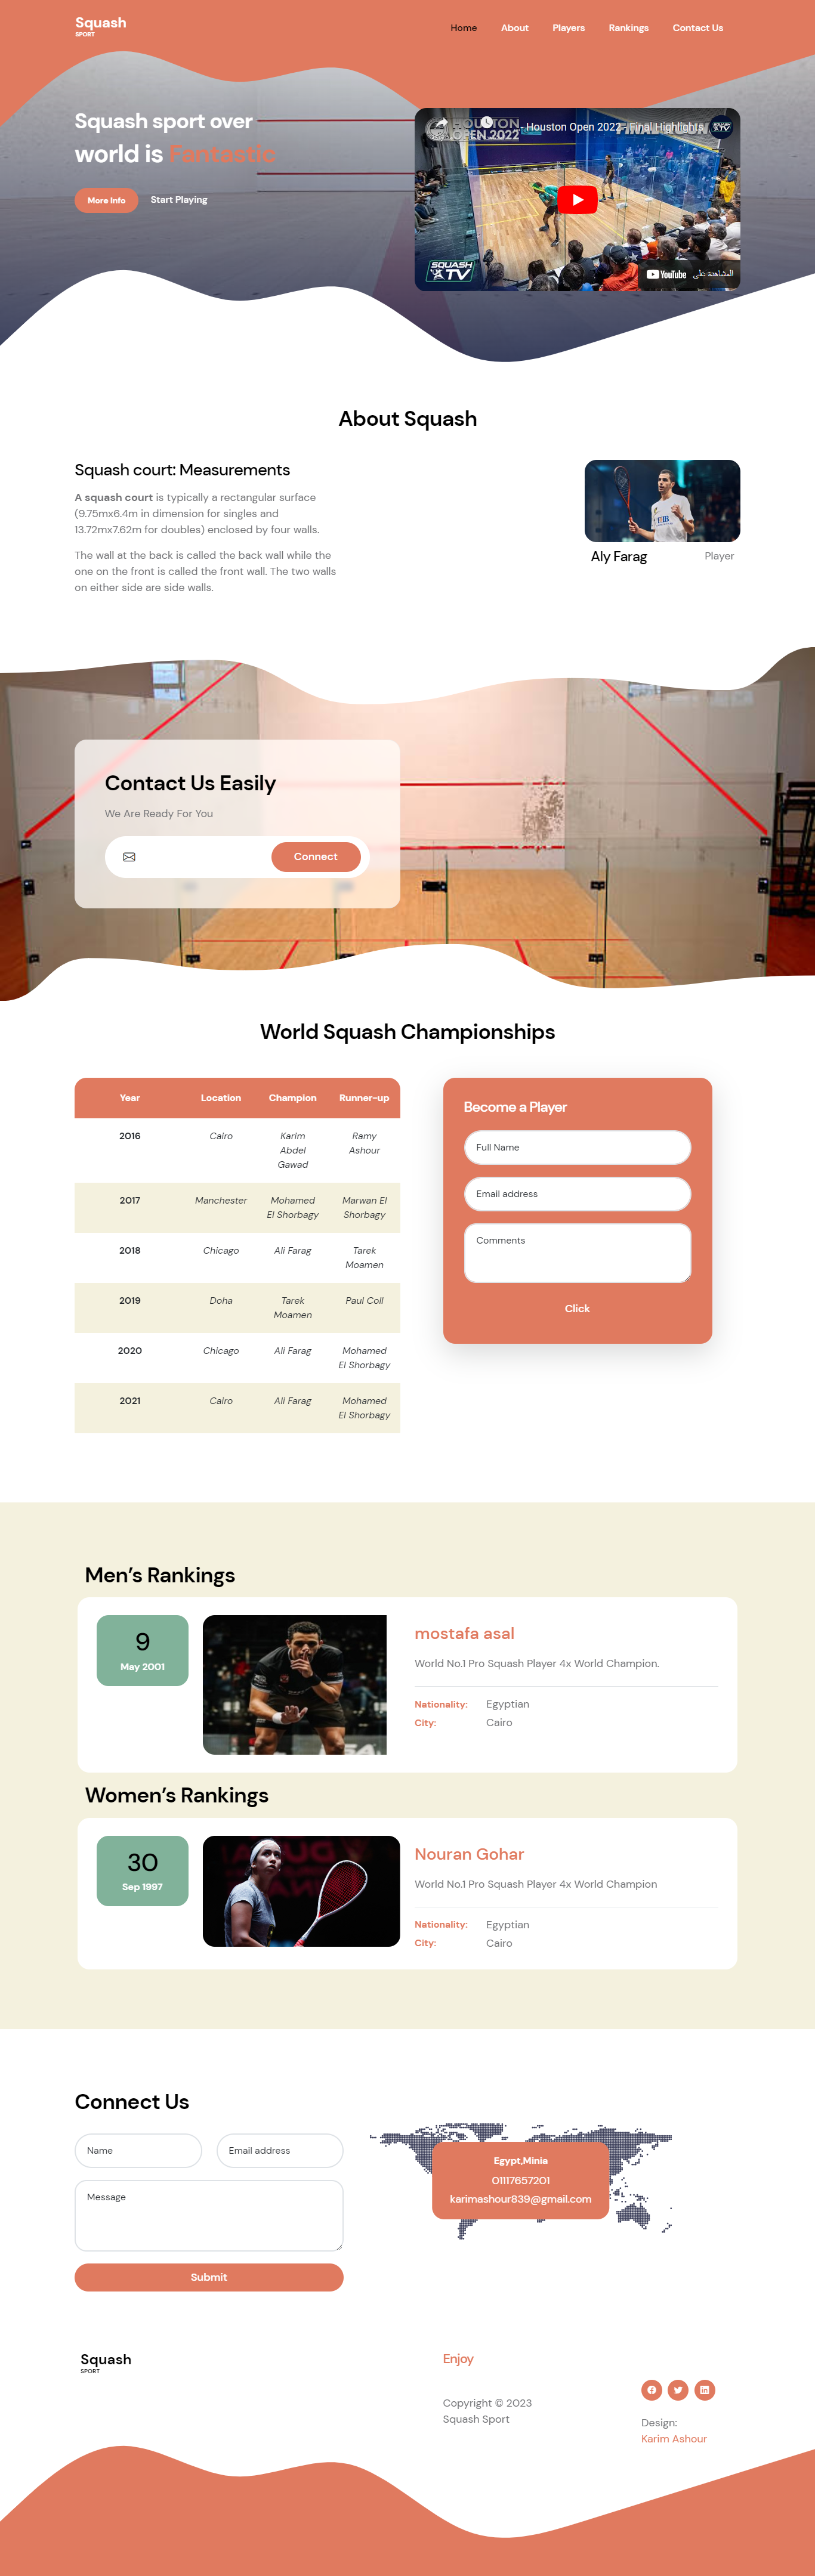 Squash
SPORT
Home
About
Players
Rankings
Contact Us
Squash sport over
world is Fantastic
More Info
Start Playing
HOUSTON
OPEN 2022
- Houston Open 2022 - Final Highlights
SQUASH
TV
المشاهدة على
YouTube
About Squash
Squash court: Measurements
A squash court is typically a rectangular surface
(9.75mx6.4m in dimension for singles and
13.72mx7.62m for doubles) enclosed by four walls.
The wall at the back is called the back wall while the
one on the front is called the front wall. The two walls
on either side are side walls.
Aly Farag
Player
Contact Us Easily
We Are Ready For You
Connect
World Squash Championships
Year Location Champion Runner-up
2016 Cairo Karim Abdel Gawad Ramy Ashour
2017 Manchester Mohamed El Shorbagy Marwan El Shorbagy
2018 Chicago Ali Farag Tarek Moamen
2019 Doha Tarek Moamen Paul Coll
2020 Chicago Ali Farag Mohamed El Shorbagy
2021 Cairo Ali Farag Mohamed El Shorbagy
Become a Player
Full Name
Email address
Comments
Click
Men's Rankings
9
May 2001
mostafa asal
World No.1 Pro Squash Player 4x World Champion.
Nationality: Egyptian
City: Cairo
Women's Rankings
30
Sep 1997
Nouran Gohar
World No.1 Pro Squash Player 4x World Champion
Nationality: Egyptian
City: Cairo
Connect Us
Name
Email address
Message
Submit
Egypt,Minia
01117657201
karimashour839@gmail.com
Squash
SPORT
Enjoy
Copyright © 2023
Squash Sport
Design:
Karim Ashour